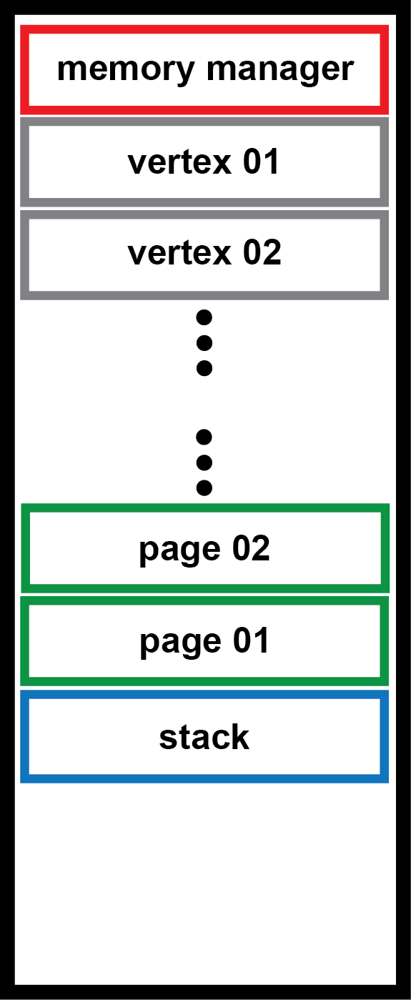 memory manager
vertex 01
vertex 02
page 02
page 01
stack